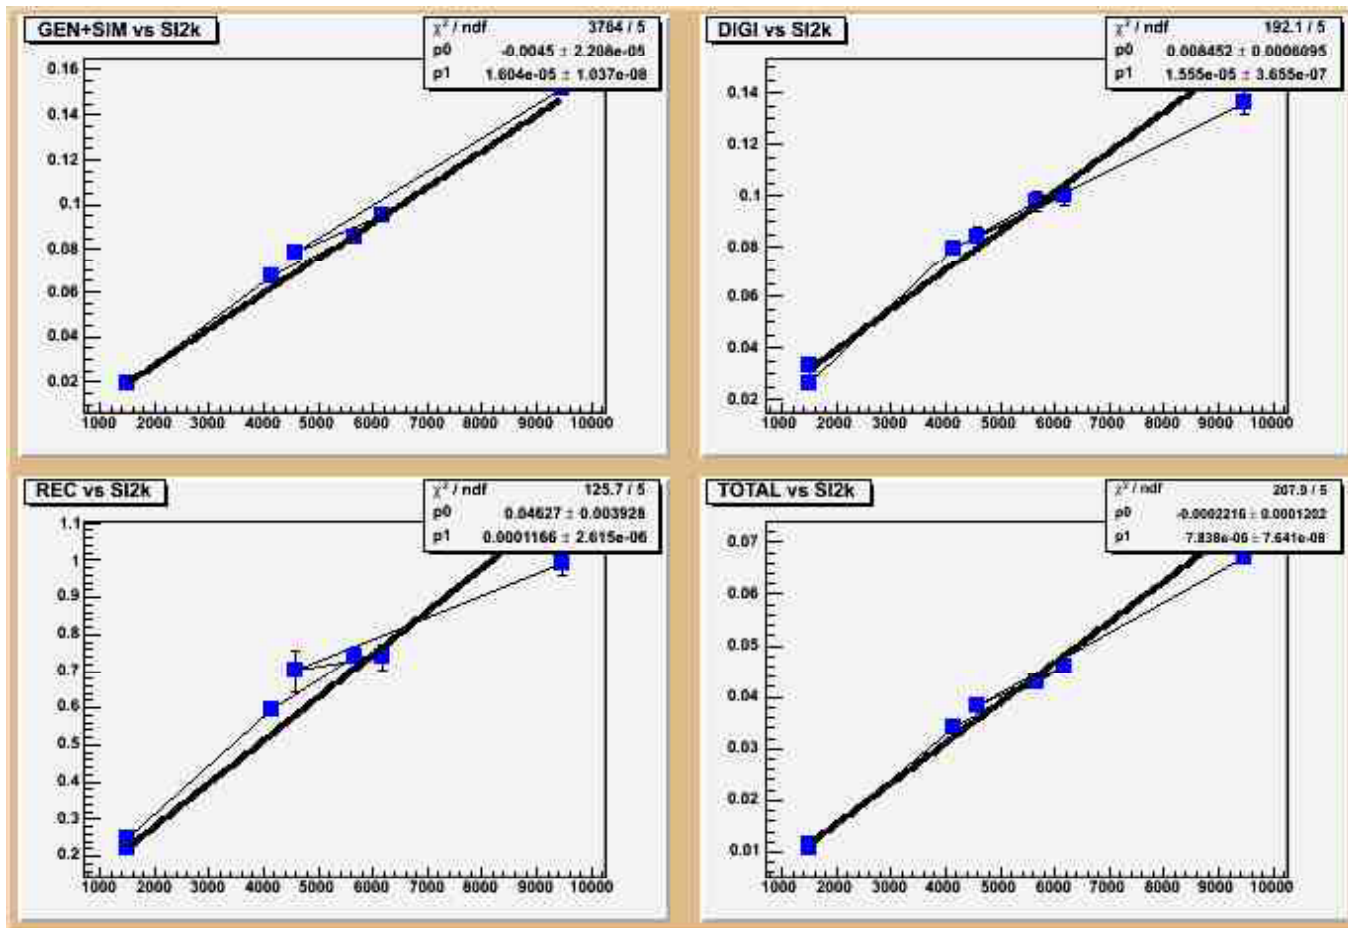 GEN+SIM vs SI2k
χ² / ndf 3764 / 5
p0 -0.0045 ± 2.208e-05
p1 1.604e-05 ± 1.037e-08
0.16
0.14
0.12
0.1
0.08
0.06
0.04
0.02
1000 2000 3000 4000 5000 6000 7000 8000 9000 10000
DIGI vs SI2k
χ² / ndf 192.1 / 5
p0 0.008452 ± 0.0006095
p1 1.555e-05 ± 3.655e-07
0.14
0.12
0.1
0.08
0.06
0.04
0.02
1000 2000 3000 4000 5000 6000 7000 8000 9000 10000
REC vs SI2k
χ² / ndf 125.7 / 5
p0 0.04627 ± 0.003928
p1 0.0001166 ± 2.615e-06
1.1
1
0.9
0.8
0.7
0.6
0.5
0.4
0.3
0.2
1000 2000 3000 4000 5000 6000 7000 8000 9000 10000
TOTAL vs SI2k
χ² / ndf 207.9 / 5
p0 -0.0002216 ± 0.0001202
p1 7.838e-06 ± 7.641e-08
0.07
0.06
0.05
0.04
0.03
0.02
0.01
1000 2000 3000 4000 5000 6000 7000 8000 9000 10000